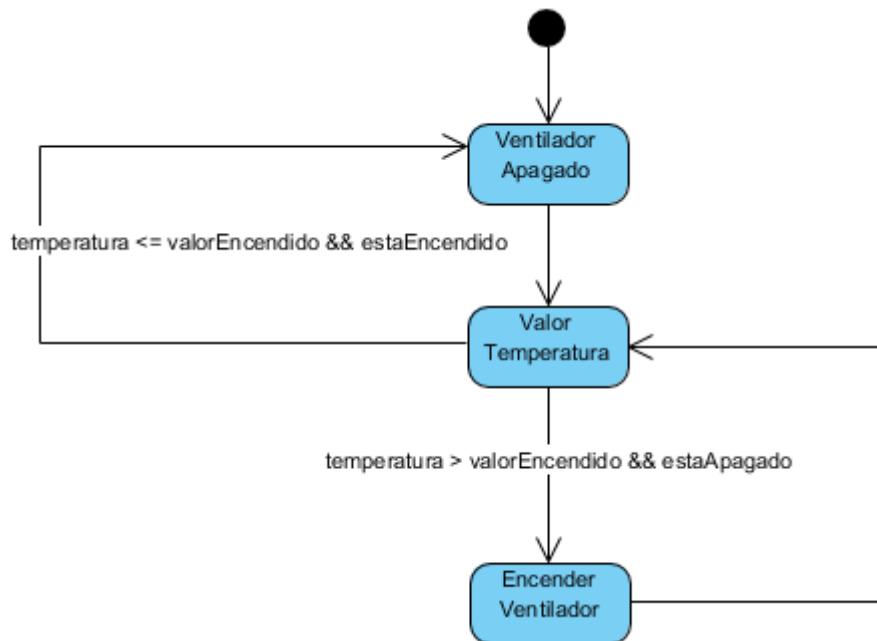 Ventilador
Apagado
temperatura <= valorEncendido && estaEncendido
Valor
Temperatura
temperatura > valorEncendido && estaApagado
Encender
Ventilador